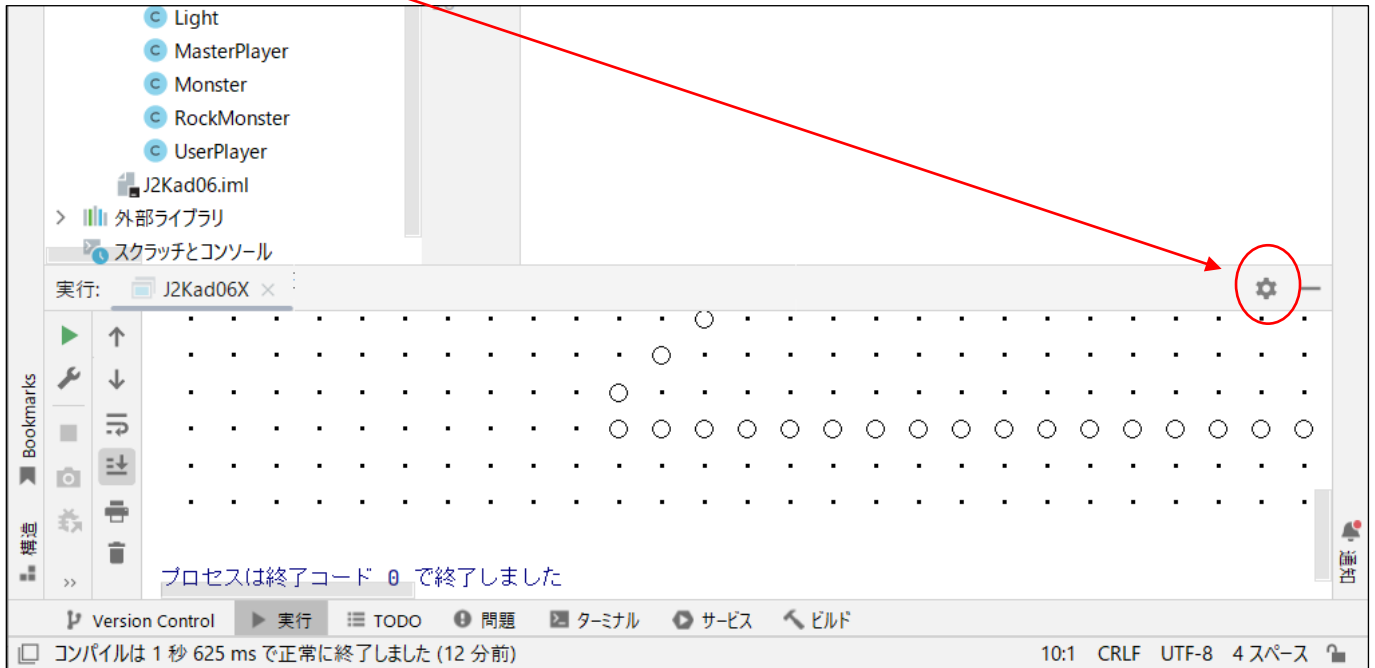 Light
MasterPlayer
Monster
RockMonster
UserPlayer
J2Kad06.iml
外部ライブラリ
スクラッチとコンソール
実行: J2Kad06X
Bookmarks
構造
通知
プロセスは終了コード 0 で終了しました
Version Control 実行 TODO 問題 ターミナル サービス ビルド
コンパイルは 1 秒 625 ms で正常に終了しました (12 分前) 10:1 CRLF UTF-8 4 スペース